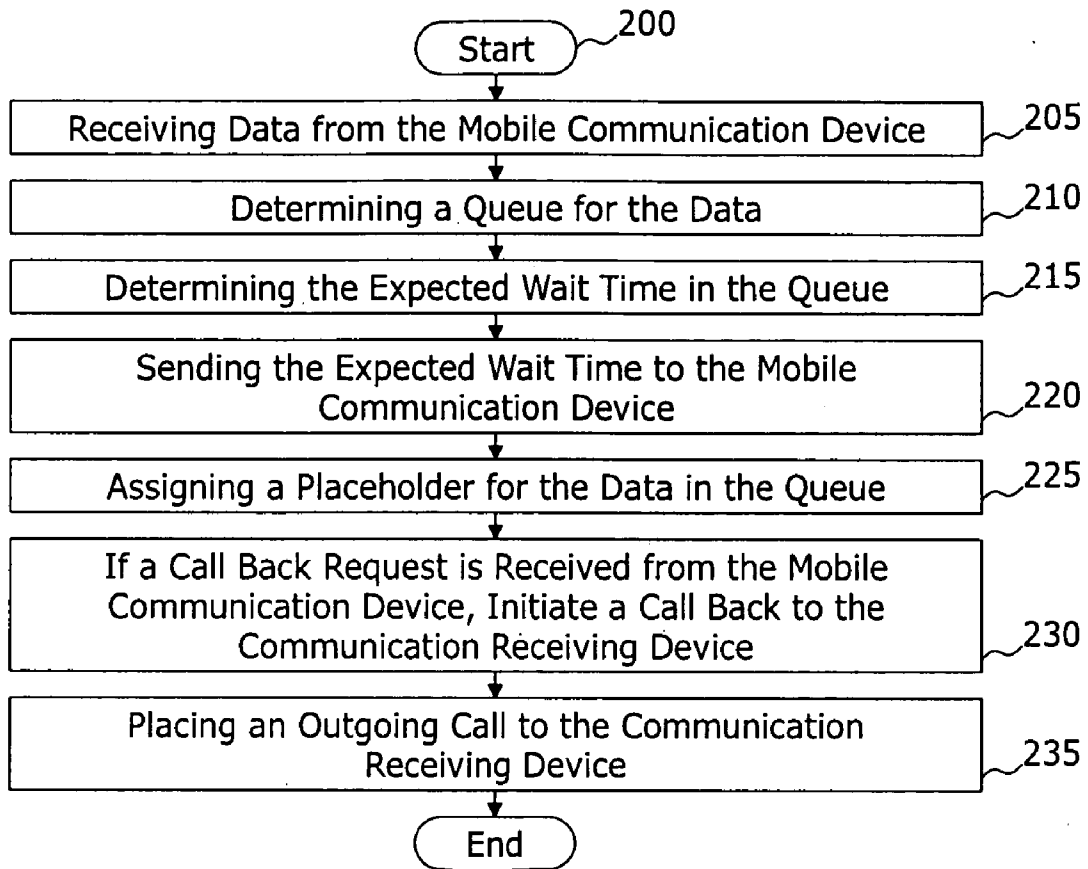 Start
200
Receiving Data from the Mobile Communication Device
205
Determining a Queue for the Data
210
Determining the Expected Wait Time in the Queue
215
Sending the Expected Wait Time to the Mobile
Communication Device
220
Assigning a Placeholder for the Data in the Queue
225
If a Call Back Request is Received from the Mobile
Communication Device, Initiate a Call Back to the
Communication Receiving Device
230
Placing an Outgoing Call to the Communication
Receiving Device
235
End